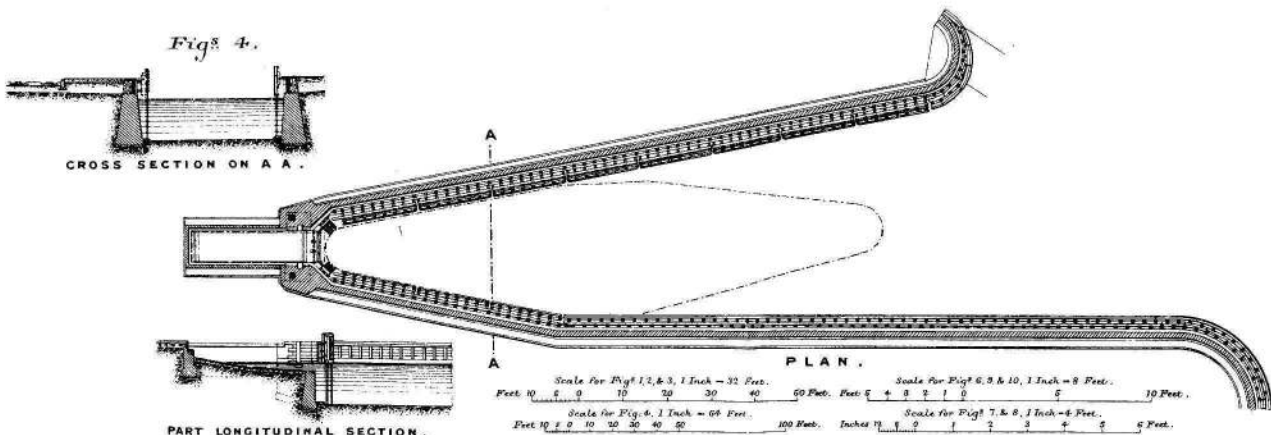 Figs. 4.
CROSS SECTION ON A A.
A
A
PLAN.
PART LONGITUDINAL SECTION.
Scale for Figs. 1, 2, & 3, 1 Inch = 32 Feet.
Feet 10 5 0 10 20 30 40 60 Feet.
Scale for Fig. 4, 1 Inch = 64 Feet.
Feet 10 5 0 10 20 30 40 50 100 Feet.
Scale for Figs. 6, 9, & 10, 1 Inch = 8 Feet.
Feet 5 4 3 2 1 0 5 10 Feet.
Scale for Figs. 7, & 8, 1 Inch = 4 Feet.
Inches 12 6 0 1 2 3 4 5 6 Feet.